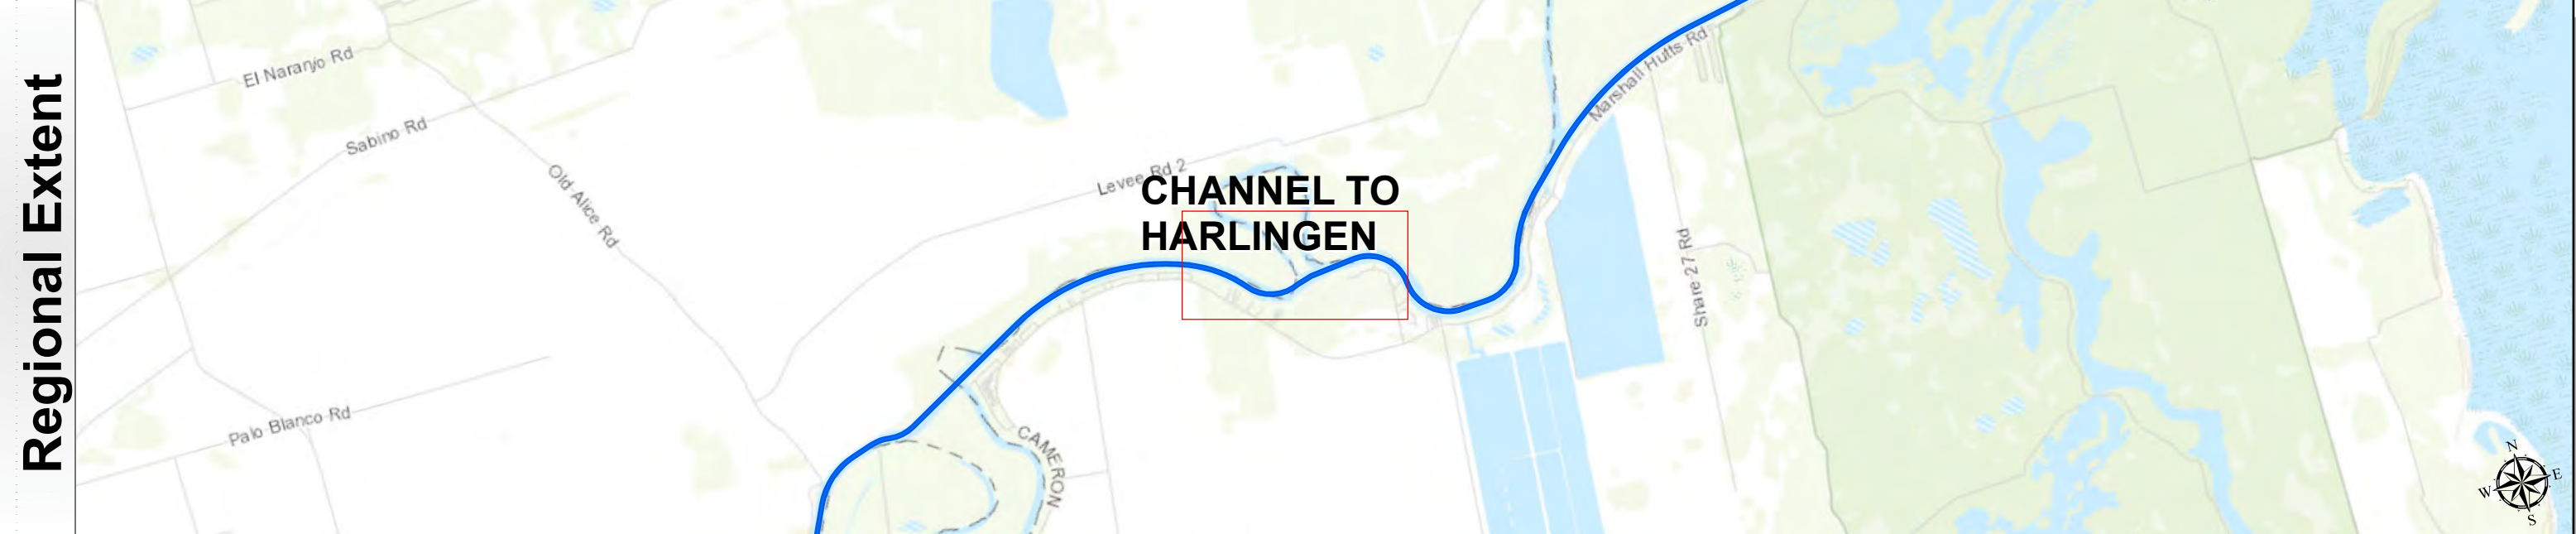 Regional Extent
El Naranjo Rd
Sabino Rd
Old Alice Rd
Palo Blanco Rd
Levee Rd 2
CHANNEL TO
HARLINGEN
CAMERON
Marshall Hutts Rd
Share 27 Rd
N
W
E
S